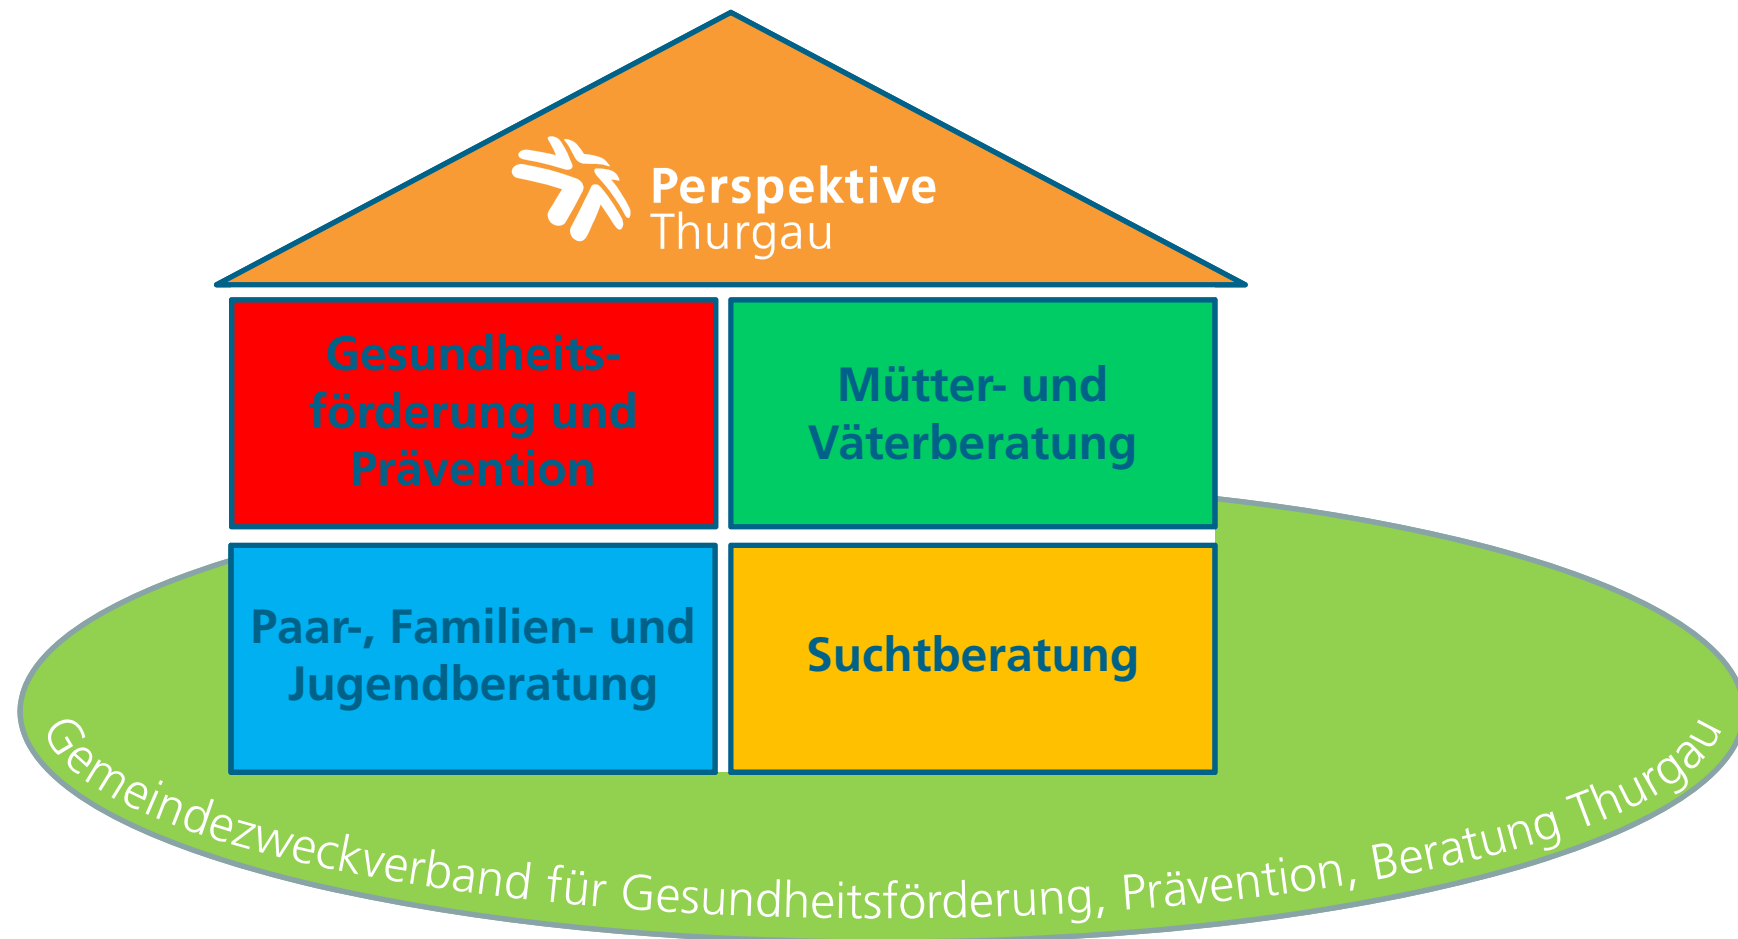 Perspektive
Thurgau
Gesundheits-
förderung und
Prävention
Mütter- und
Väterberatung
Paar-, Familien- und
Jugendberatung
Suchtberatung
Gemeindezweckverband für Gesundheitsförderung, Prävention, Beratung Thurgau